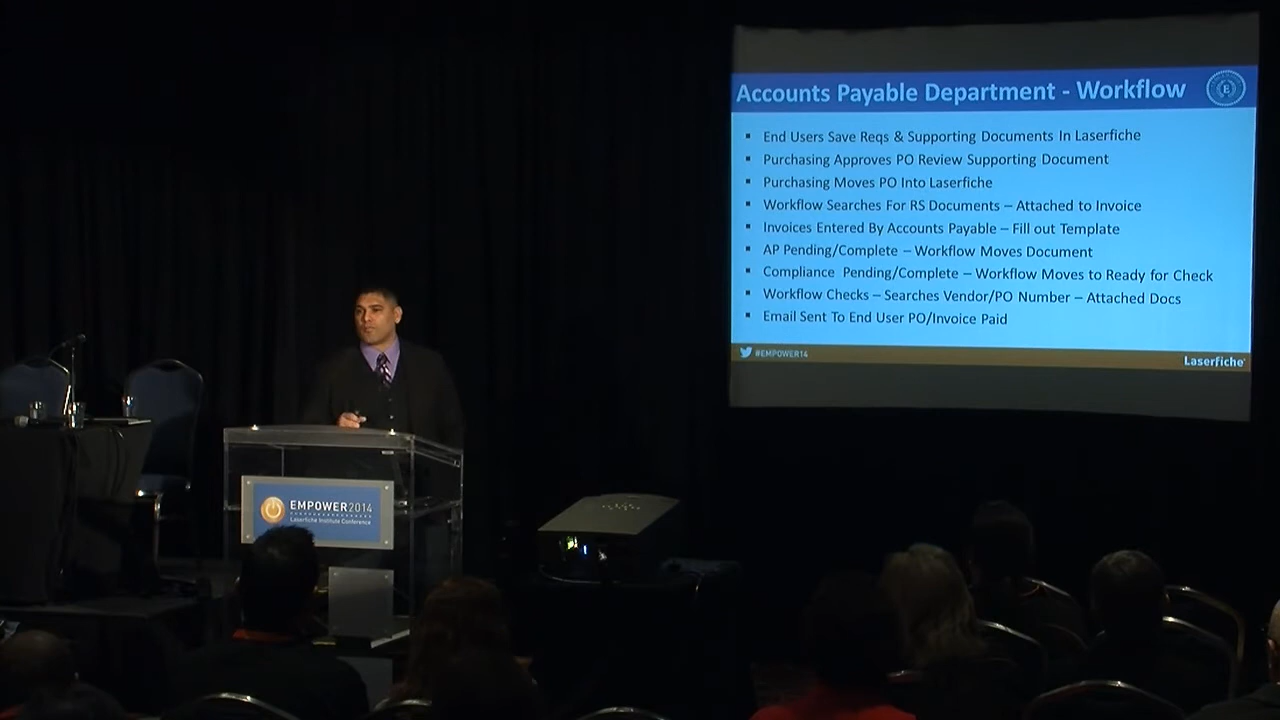 Accounts Payable Department - Workflow
E
▪ End Users Save Reqs & Supporting Documents In Laserfiche
▪ Purchasing Approves PO Review Supporting Document
▪ Purchasing Moves PO Into Laserfiche
▪ Workflow Searches For RS Documents – Attached to Invoice
▪ Invoices Entered By Accounts Payable – Fill out Template
▪ AP Pending/Complete – Workflow Moves Document
▪ Compliance Pending/Complete – Workflow Moves to Ready for Check
▪ Workflow Checks – Searches Vendor/PO Number – Attached Docs
▪ Email Sent To End User PO/Invoice Paid
#EMPOWER14
Laserfiche
EMPOWER2014
Laserfiche Institute Conference